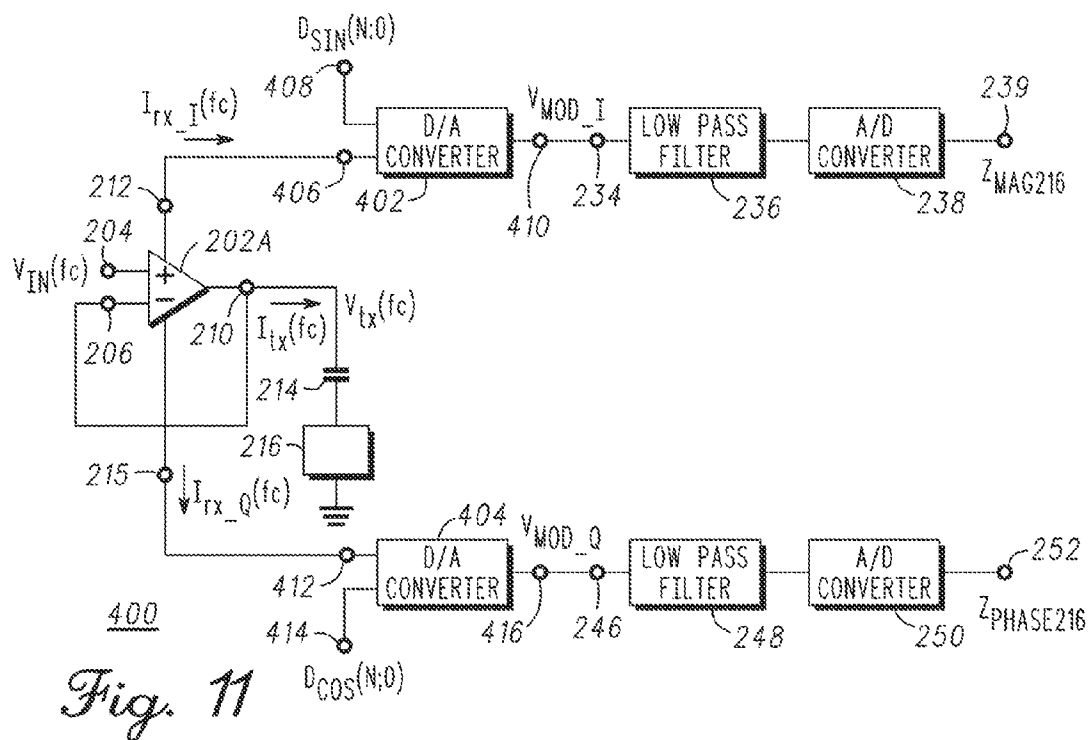 D_SIN(N:0)
408
I_rx_I(fc)
D/A
CONVERTER
402
406
V_MOD_I
410
234
LOW PASS
FILTER
236
A/D
CONVERTER
238
239
Z_MAG216
212
204
202A
V_IN(fc)
+
−
206
210
I_tx(fc)
V_tx(fc)
214
216
215
I_rx_Q(fc)
404
D/A
CONVERTER
412
414
D_COS(N;0)
V_MOD_Q
416
246
LOW PASS
FILTER
248
A/D
CONVERTER
250
252
Z_PHASE216
400
Fig. 11